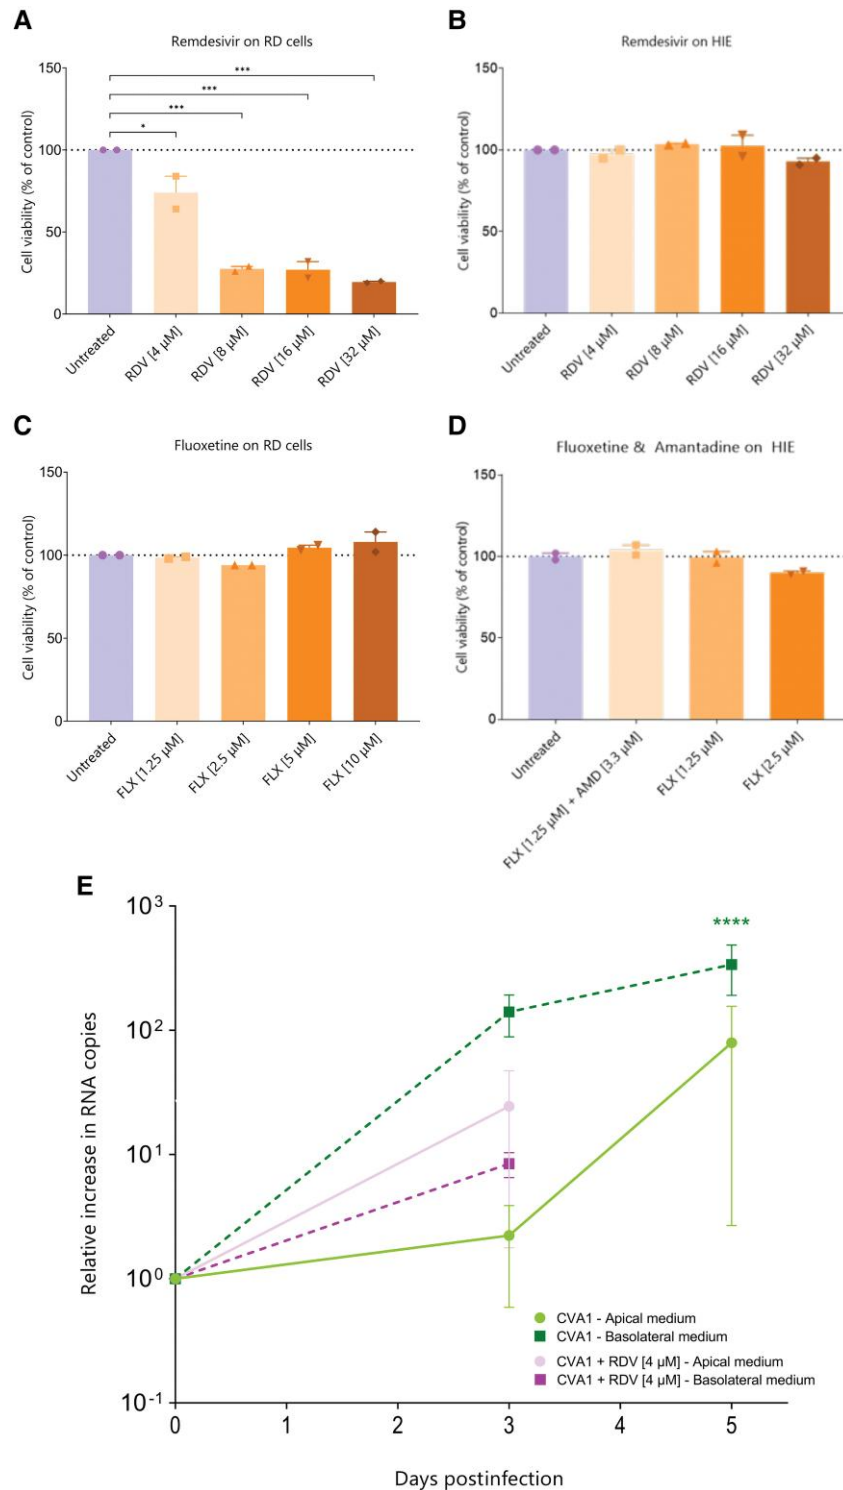 A
Remdesivir on RD cells
Cell viability (% of control)
150
100
50
0
***
***
***
*
Untreated
RDV [4 µM]
RDV [8 µM]
RDV [16 µM]
RDV [32 µM]
B
Remdesivir on HIE
Cell viability (% of control)
150
100
50
0
Untreated
RDV [4 µM]
RDV [8 µM]
RDV [16 µM]
RDV [32 µM]
C
Fluoxetine on RD cells
Cell viability (% of control)
150
100
50
0
Untreated
FLX [1.25 µM]
FLX [2.5 µM]
FLX [5 µM]
FLX [10 µM]
D
Fluoxetine & Amantadine on HIE
Cell viability (% of control)
150
100
50
0
Untreated
FLX [1.25 µM] + AMD [3.3 µM]
FLX [1.25 µM]
FLX [2.5 µM]
E
Relative increase in RNA copies
10³
10²
10¹
10⁰
10⁻¹
****
CVA1 - Apical medium
CVA1 - Basolateral medium
CVA1 + RDV [4 µM] - Apical medium
CVA1 + RDV [4 µM] - Basolateral medium
0 1 2 3 4 5
Days postinfection